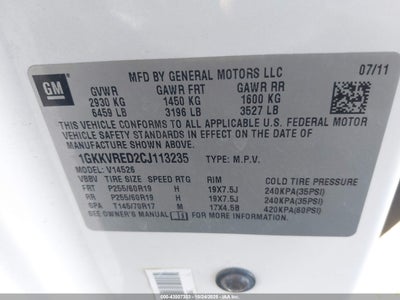 GM
MFD BY GENERAL MOTORS LLC
07/11
GVWR GAWR FRT GAWR RR
2930 KG 1450 KG 1600 KG
6459 LB 3196 LB 3527 LB
THIS VEHICLE CONFORMS TO ALL APPLICABLE U.S. FEDERAL MOTOR
VEHICLE SAFETY STANDARDS IN EFFECT ON THE DATE OF
MANUFACTURE SHOWN ABOVE.
*1GKKVRED2CJ113235 TYPE: M.P.V.
MODEL: V14526
VBBV TIRE SIZE SPEED RTG RIM COLD TIRE PRESSURE
FRT P255/60R19 H 19X7.5J 240KPA(35PSI)
RR P255/60R19 H 19X7.5J 240KPA(35PSI)
SPA T145/70R17 M 17X4.5B 420KPA(60PSI)
SEE OWNER'S MANUAL FOR MORE INFORMATION.